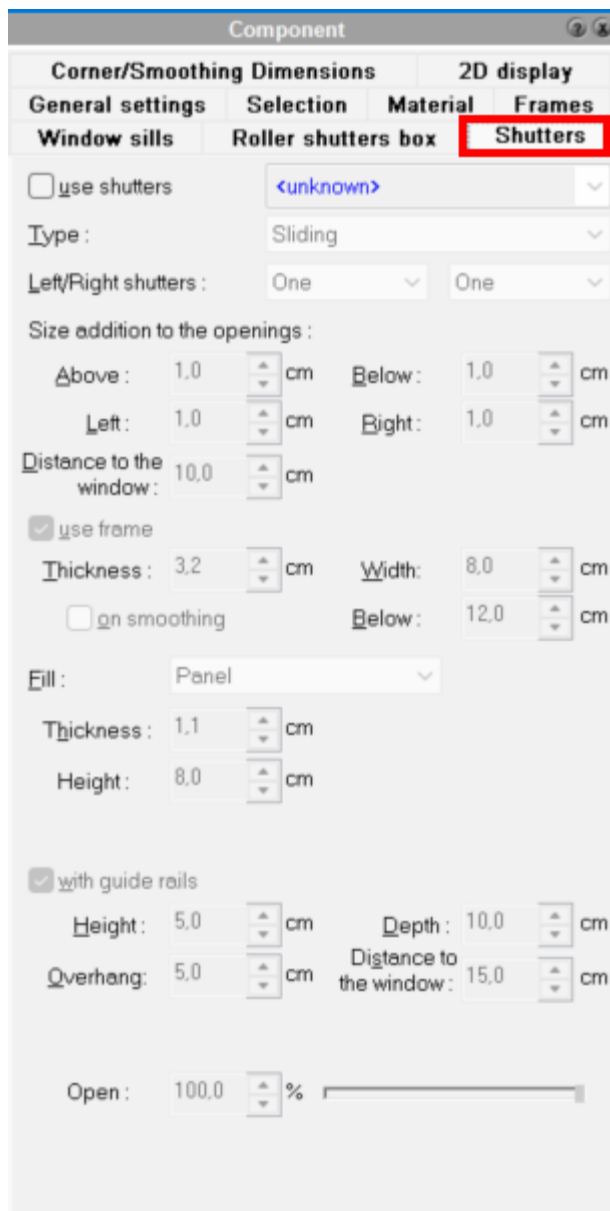 Component
Corner/Smoothing Dimensions 2D display
General settings Selection Material Frames
Window sills Roller shutters box Shutters
use shutters <unknown>
Type : Sliding
Left/Right shutters : One One
Size addition to the openings :
Above : 1,0 cm Below : 1,0 cm
Left : 1,0 cm Right : 1,0 cm
Distance to the
window : 10,0 cm
use frame
Thickness : 3,2 cm Width: 8,0 cm
on smoothing Below : 12,0 cm
Fill : Panel
Thickness : 1,1 cm
Height : 8,0 cm
with guide rails
Height : 5,0 cm Depth : 10,0 cm
Overhang: 5,0 cm Distance to
the window : 15,0 cm
Open : 100,0 %